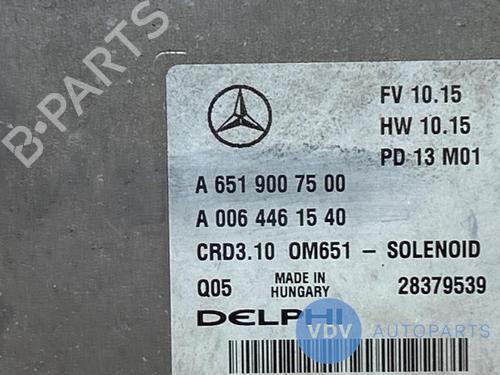 B-PARTS
FV 10.15
HW 10.15
PD 13 M01
A 651 900 75 00
A 006 446 15 40
CRD3.10 OM651 – SOLENOID
Q05 MADE IN HUNGARY 28379539
DELPHI
VDV AUTOPARTS